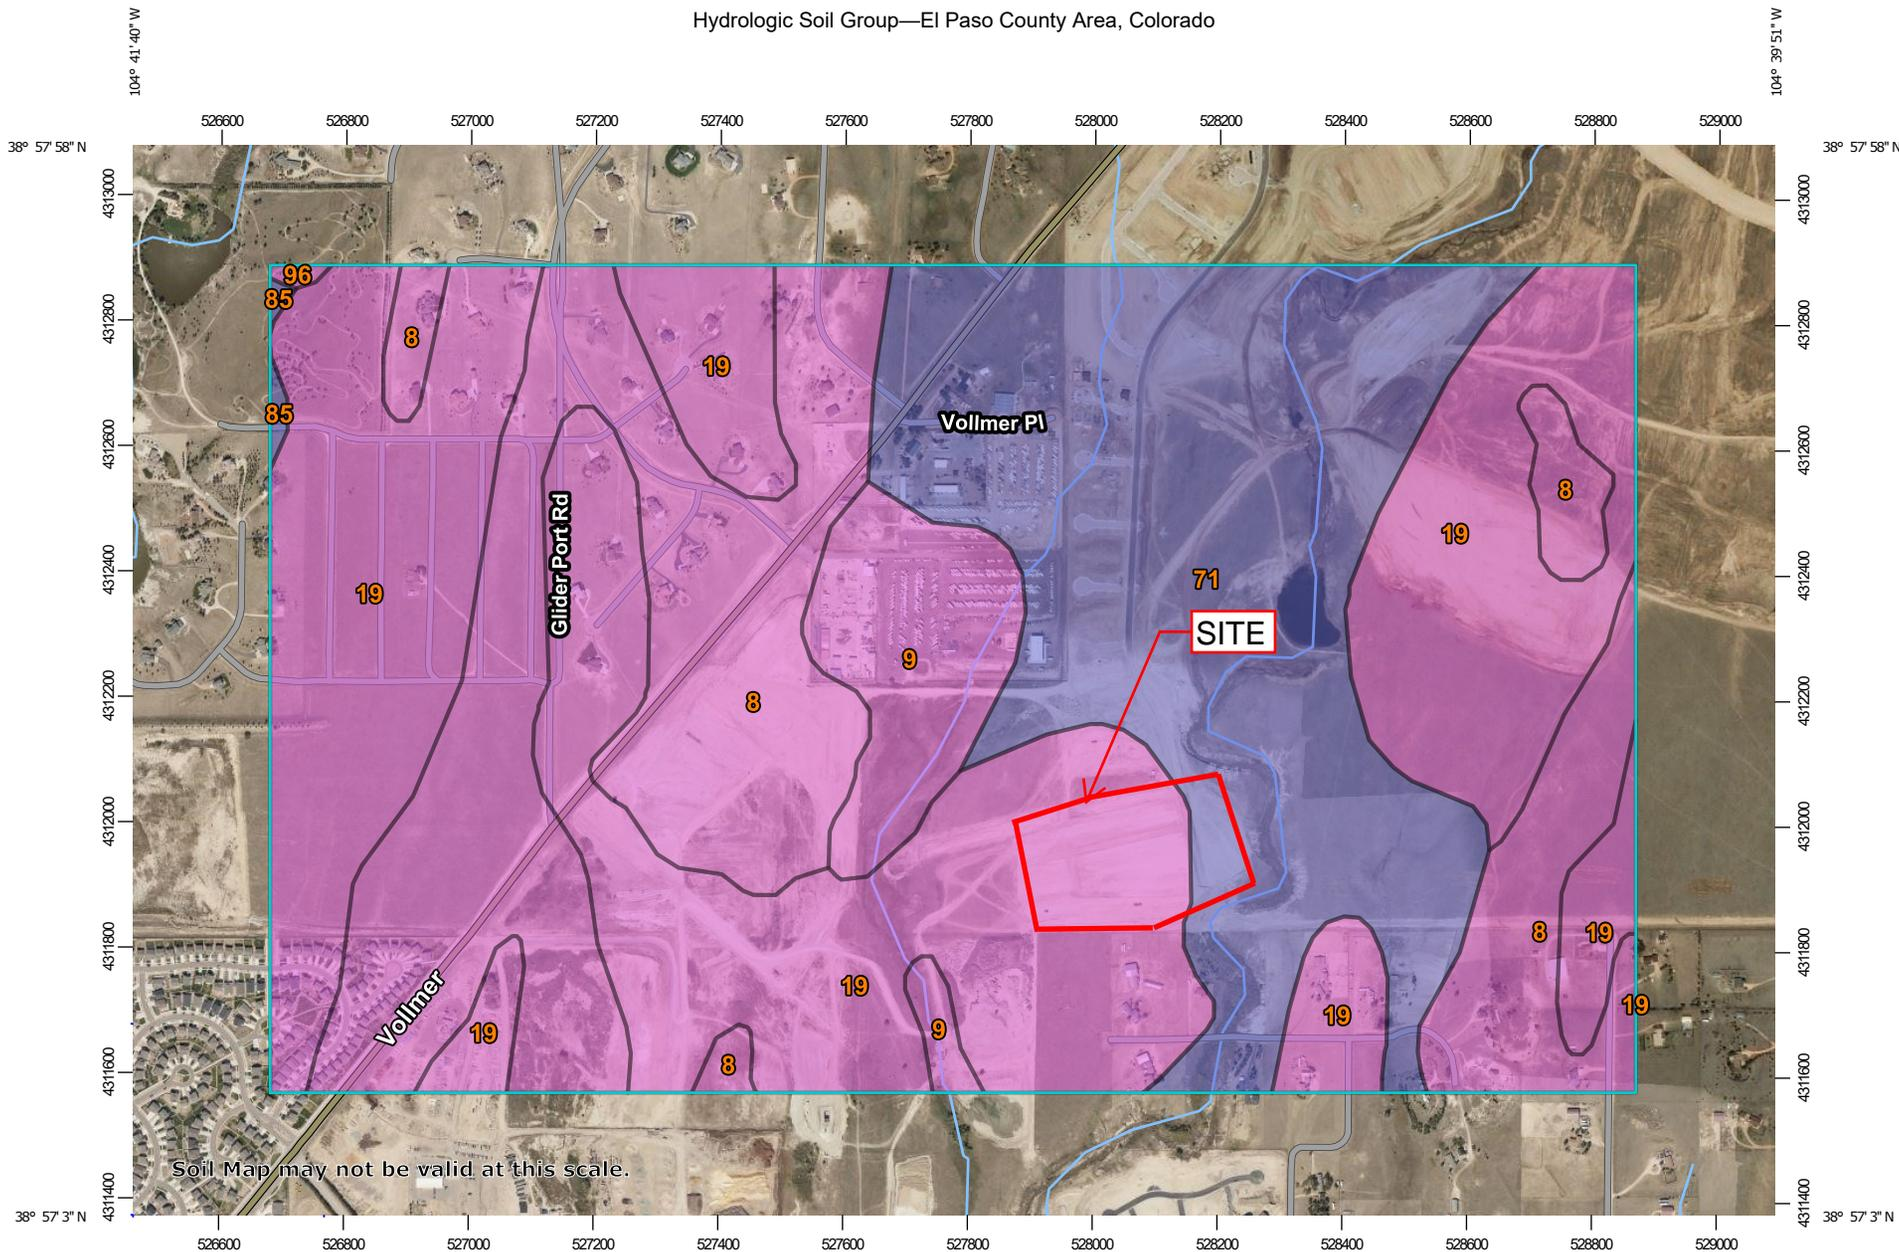 Hydrologic Soil Group—El Paso County Area, Colorado
104° 41' 40" W
104° 39' 51" W
526600 526800 527000 527200 527400 527600 527800 528000 528200 528400 528600 528800 529000
38° 57' 58" N
38° 57' 58" N
4313000
4313000
96
85
4312800
8
4312800
19
85
Vollmer Pl
4312600
4312600
8
19
Glider Port Rd
4312400
71
4312400
19
SITE
9
8
4312200
4312200
4312000
4312000
8
19
4311800
4311800
19
Vollmer
19
9
19
19
8
4311600
4311600
Soil Map may not be valid at this scale.
4311400
4311400
38° 57' 3" N
38° 57' 3" N
526600 526800 527000 527200 527400 527600 527800 528000 528200 528400 528600 528800 529000